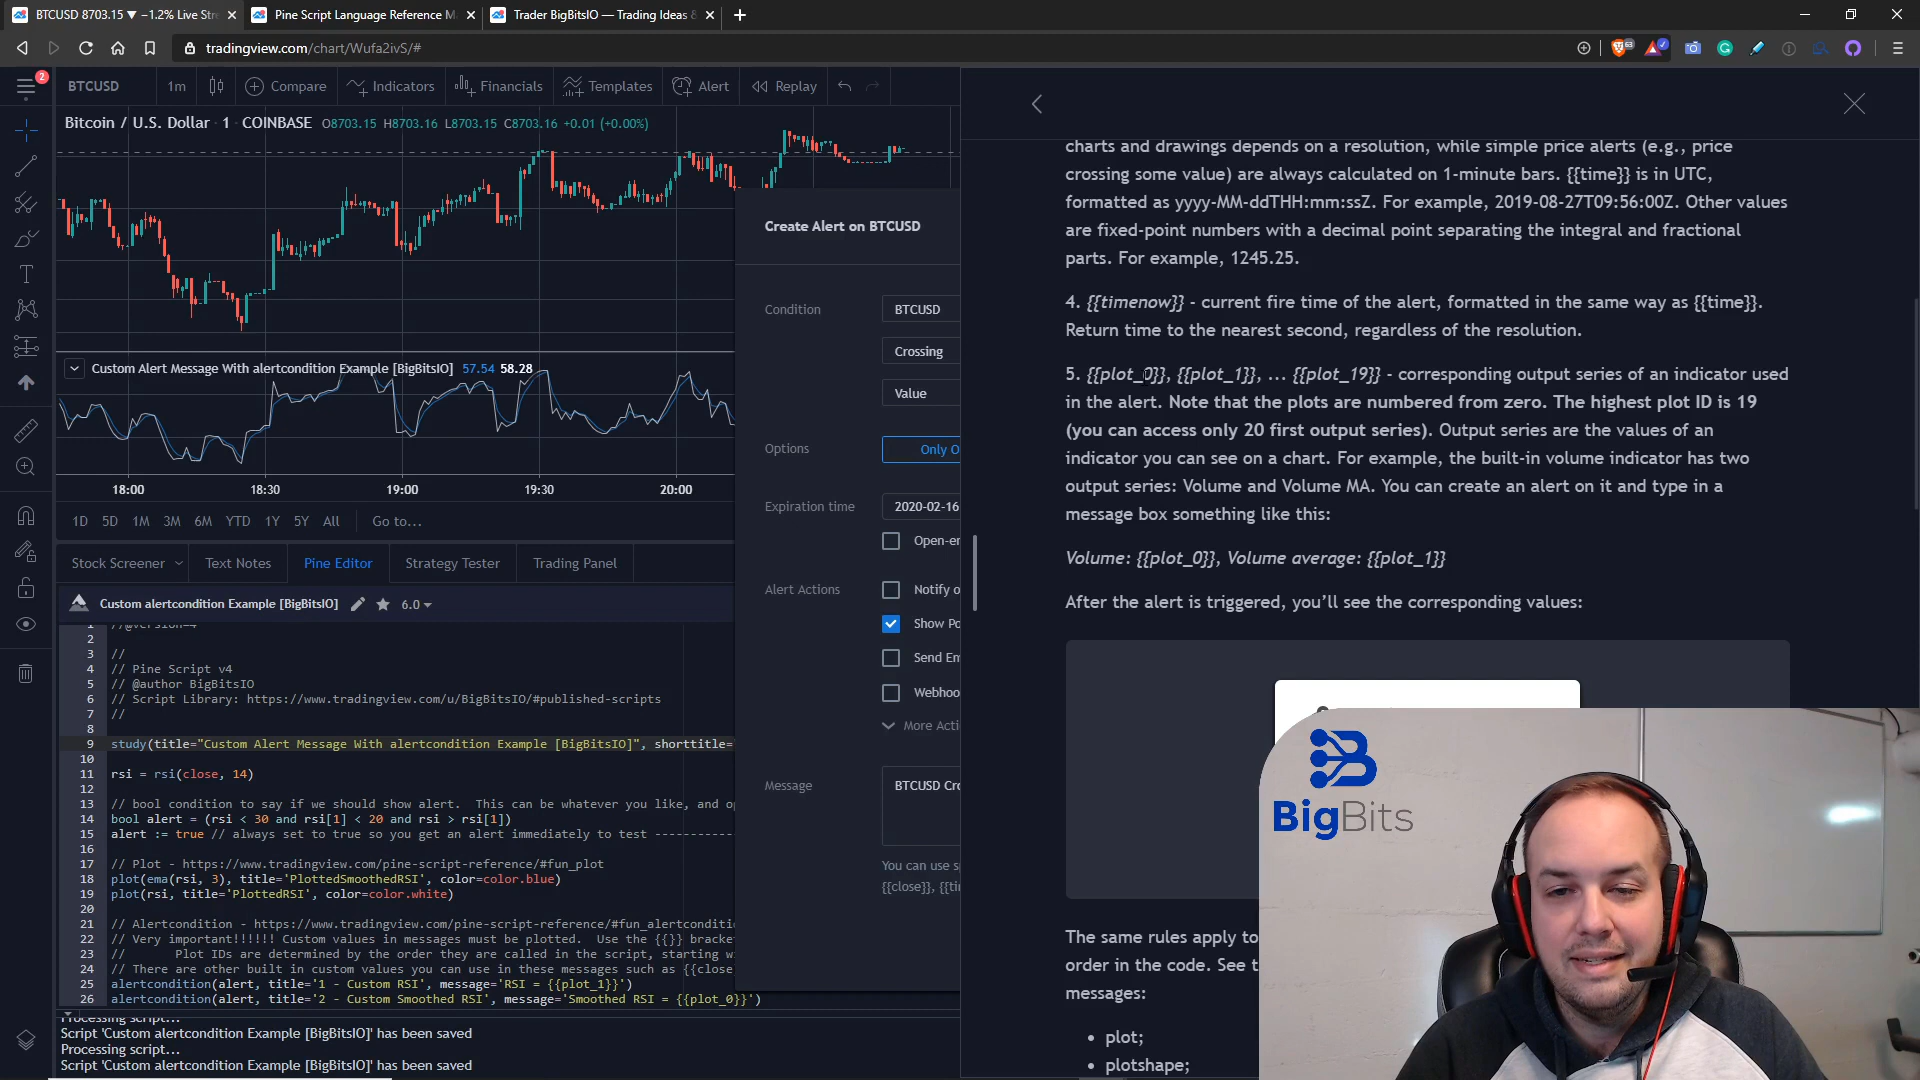 BTCUSD 8703.15 ▼ −1.2% Live Str
Pine Script Language Reference M
Trader BigBitsIO — Trading Ideas &
tradingview.com/chart/Wufa2ivS/#
2
BTCUSD
1m
Compare
Indicators
Financials
Templates
Alert
Replay
Bitcoin / U.S. Dollar · 1 · COINBASE O8703.15 H8703.16 L8703.15 C8703.16 +0.01 (+0.00%)
Custom Alert Message With alertcondition Example [BigBitsIO] 57.54 58.28
18:00 18:30 19:00 19:30 20:00
1D 5D 1M 3M 6M YTD 1Y 5Y All Go to...
Stock Screener
Text Notes
Pine Editor
Strategy Tester
Trading Panel
Custom alertcondition Example [BigBitsIO] 6.0
1 //@version=4
2
3 //
4 // Pine Script v4
5 // @author BigBitsIO
6 // Script Library: https://www.tradingview.com/u/BigBitsIO/#published-scripts
7 //
8
9 study(title="Custom Alert Message With alertcondition Example [BigBitsIO]", shorttitle=
10
11 rsi = rsi(close, 14)
12
13 // bool condition to say if we should show alert.  This can be whatever you like, and op
14 bool alert = (rsi < 30 and rsi[1] < 20 and rsi > rsi[1])
15 alert := true // always set to true so you get an alert immediately to test ------------
16
17 // Plot - https://www.tradingview.com/pine-script-reference/#fun_plot
18 plot(ema(rsi, 3), title='PlottedSmoothedRSI', color=color.blue)
19 plot(rsi, title='PlottedRSI', color=color.white)
20
21 // Alertcondition - https://www.tradingview.com/pine-script-reference/#fun_alertconditio
22 // Very important!!!!!! Custom values in messages must be plotted.  Use the {{}} bracket
23 //       Plot IDs are determined by the order they are called in the script, starting wi
24 // There are other built in custom values you can use in these messages such as {{close
25 alertcondition(alert, title='1 - Custom RSI', message='RSI = {{plot_1}}')
26 alertcondition(alert, title='2 - Custom Smoothed RSI', message='Smoothed RSI = {{plot_0}}')
Processing script...
Script 'Custom alertcondition Example [BigBitsIO]' has been saved
Processing script...
Script 'Custom alertcondition Example [BigBitsIO]' has been saved
Create Alert on BTCUSD
Condition
BTCUSD
Crossing
Value
Options
Only O
Expiration time
2020-02-16
Open-en
Alert Actions
Notify o
Show Po
Send Em
Webhoo
More Acti
Message
BTCUSD Cro
You can use s
{{close}}, {{ti
charts and drawings depends on a resolution, while simple price alerts (e.g., price
crossing some value) are always calculated on 1-minute bars. {{time}} is in UTC,
formatted as yyyy-MM-ddTHH:mm:ssZ. For example, 2019-08-27T09:56:00Z. Other values
are fixed-point numbers with a decimal point separating the integral and fractional
parts. For example, 1245.25.
4. {{timenow}} - current fire time of the alert, formatted in the same way as {{time}}.
Return time to the nearest second, regardless of the resolution.
5. {{plot_0}}, {{plot_1}}, ... {{plot_19}} - corresponding output series of an indicator used
in the alert. Note that the plots are numbered from zero. The highest plot ID is 19
(you can access only 20 first output series). Output series are the values of an
indicator you can see on a chart. For example, the built-in volume indicator has two
output series: Volume and Volume MA. You can create an alert on it and type in a
message box something like this:
Volume: {{plot_0}}, Volume average: {{plot_1}}
After the alert is triggered, you’ll see the corresponding values:
The same rules apply to
order in the code. See t
messages:
• plot;
• plotshape;
BigBits